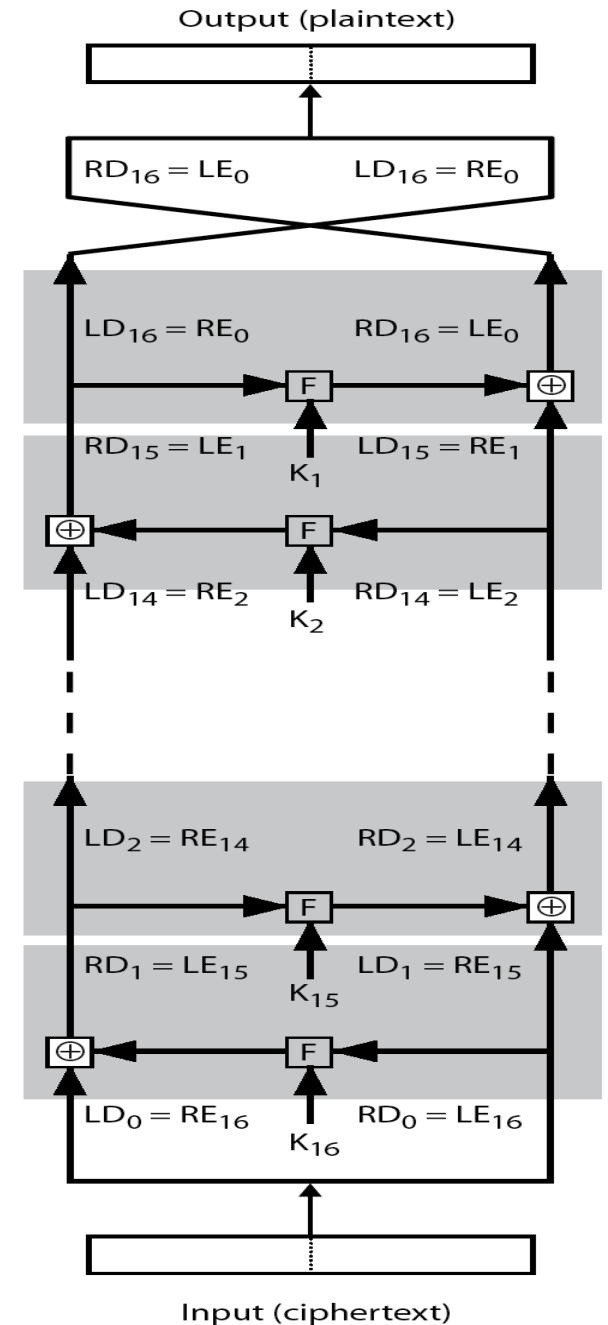 Output (plaintext)
RD16 = LE0 LD16 = RE0
LD16 = RE0 RD16 = LE0
F
RD15 = LE1 LD15 = RE1
K1
F
LD14 = RE2 RD14 = LE2
K2
LD2 = RE14 RD2 = LE14
F
RD1 = LE15 LD1 = RE15
K15
F
LD0 = RE16 RD0 = LE16
K16
Input (ciphertext)